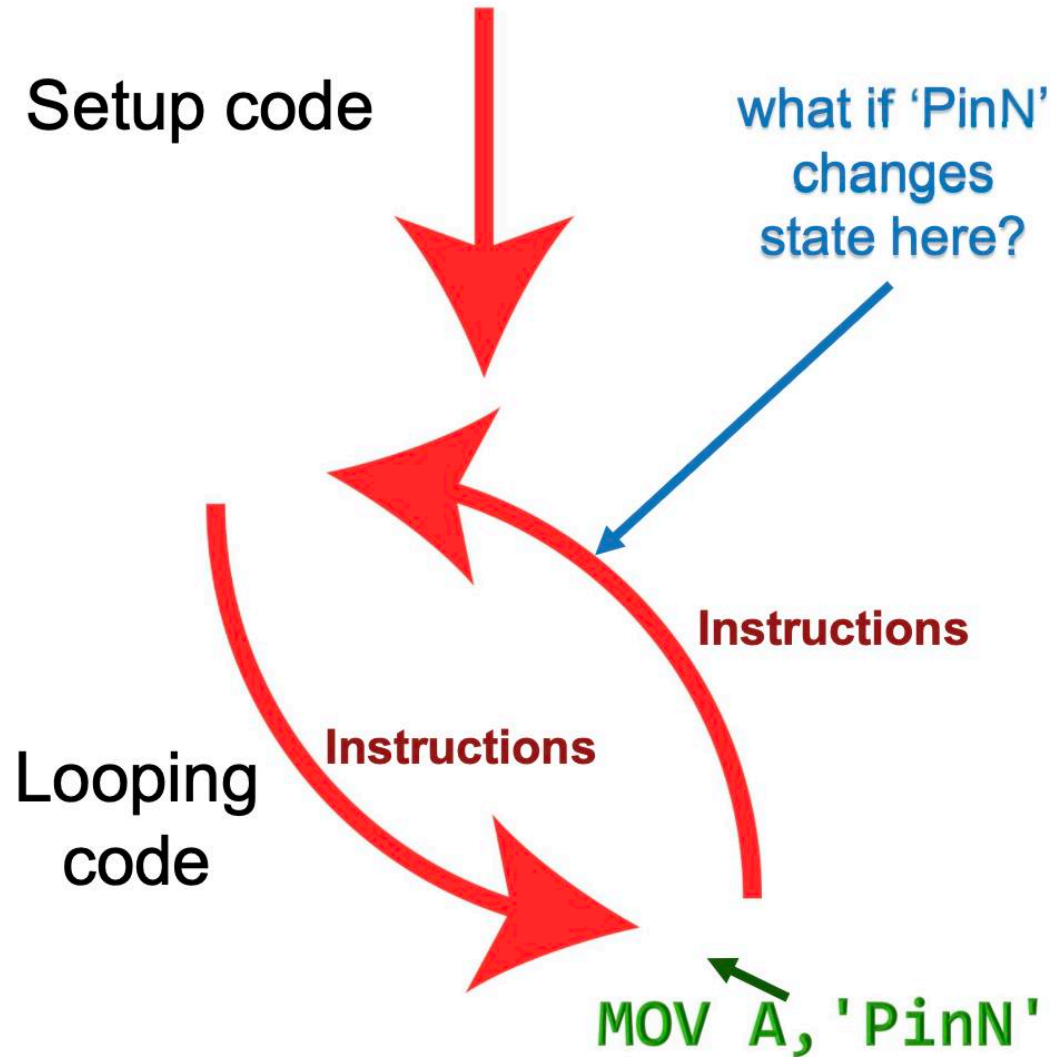 Setup code
what if ‘PinN’
changes
state here?
Instructions
Instructions
Looping
code
MOV A,'PinN'